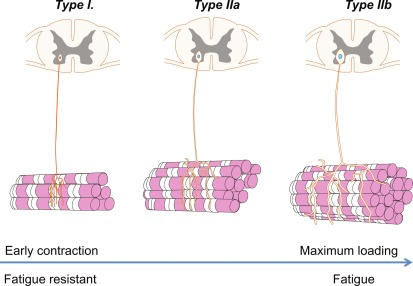 Type I.
Type IIa
Type IIb
Early contraction
Maximum loading
Fatigue resistant
Fatigue